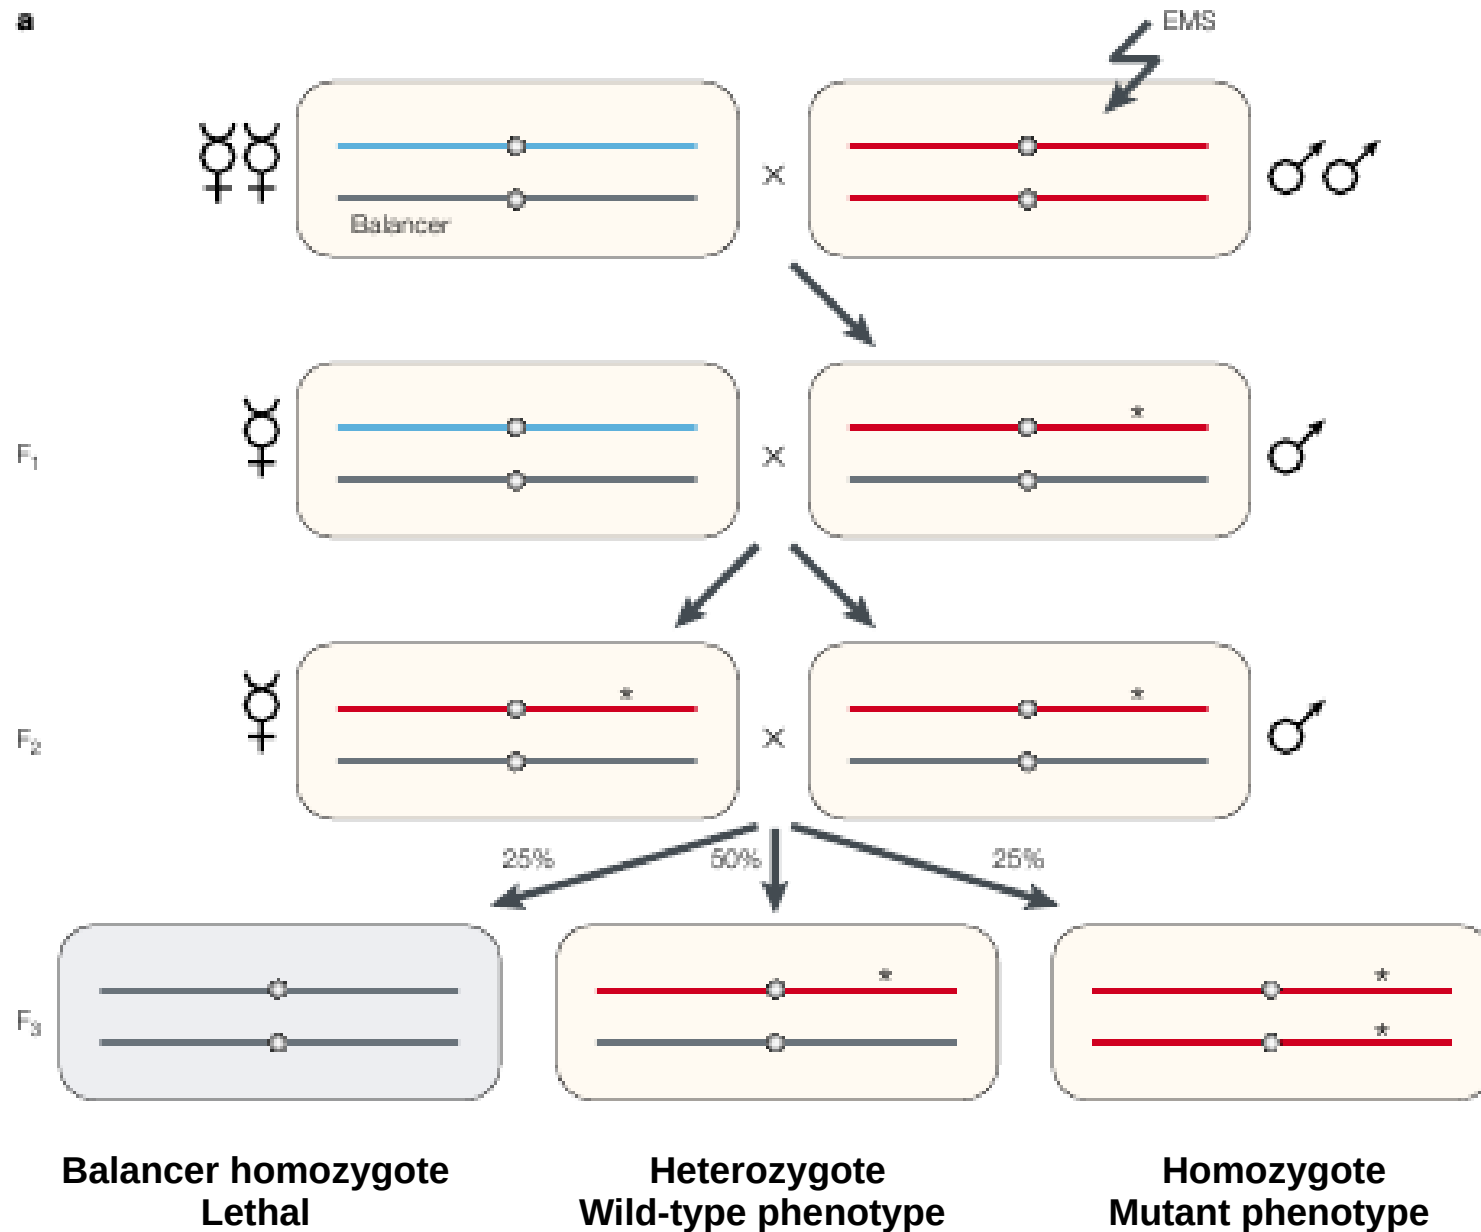 a
EMS
☿☿
×
♂♂
Balancer
F₁
☿
×
♂
*
F₂
☿
×
♂
*
*
25%
50%
25%
F₃
*
*
*
Balancer homozygote
Lethal
Heterozygote
Wild-type phenotype
Homozygote
Mutant phenotype